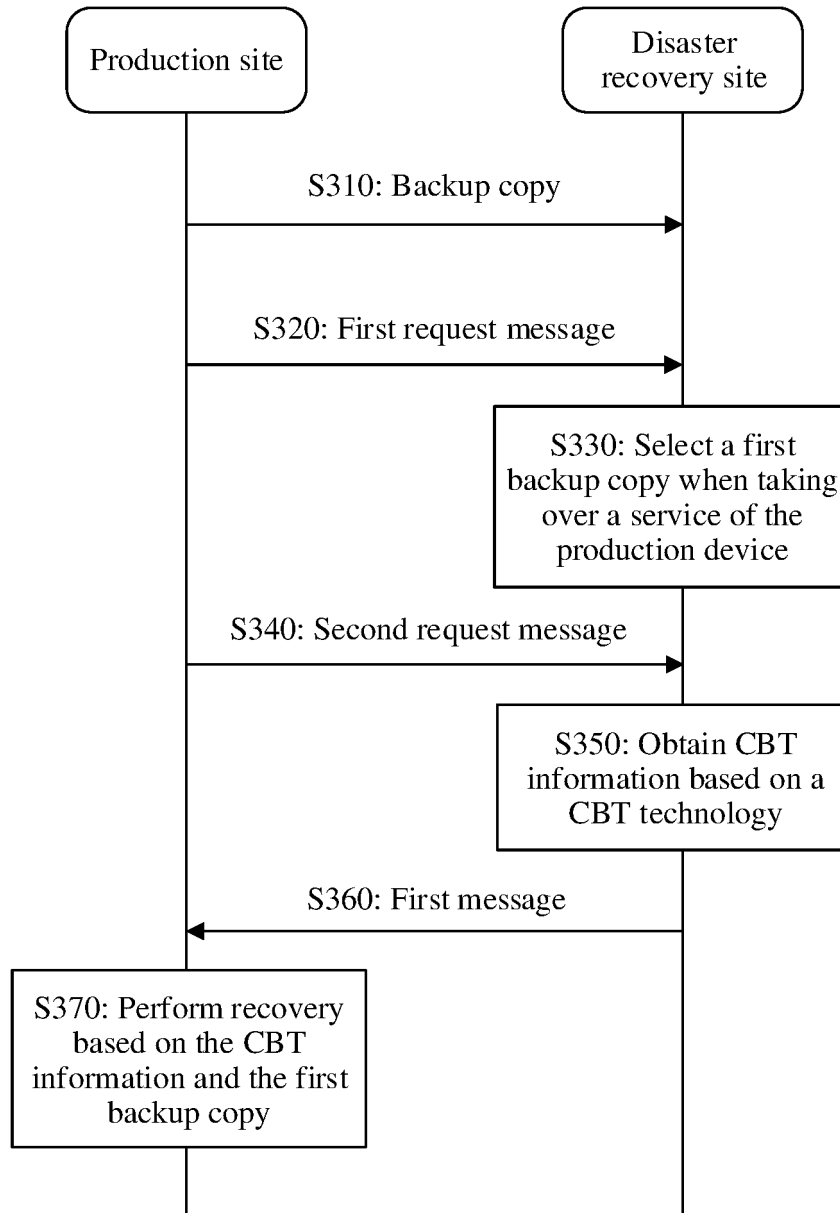 Production site
Disaster
recovery site
S310: Backup copy
S320: First request message
S330: Select a first
backup copy when taking
over a service of the
production device
S340: Second request message
S350: Obtain CBT
information based on a
CBT technology
S360: First message
S370: Perform recovery
based on the CBT
information and the first
backup copy